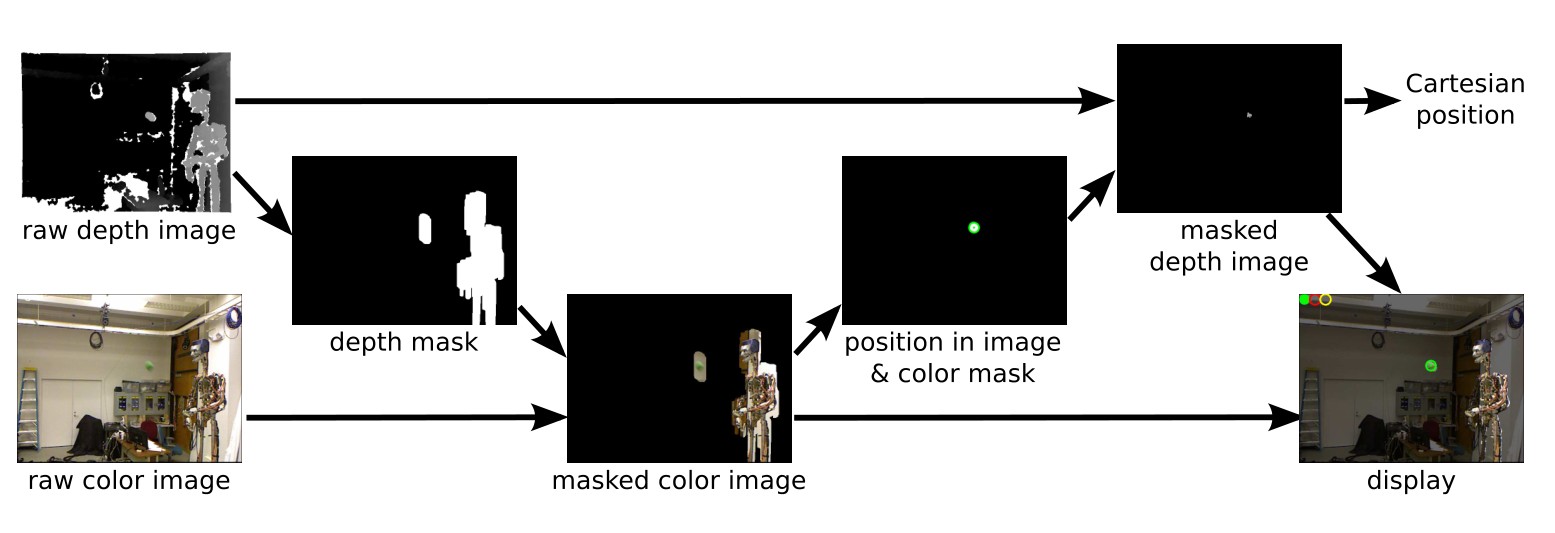 Cartesian
position
raw depth image
masked
depth image
depth mask
position in image
& color mask
raw color image
masked color image
display